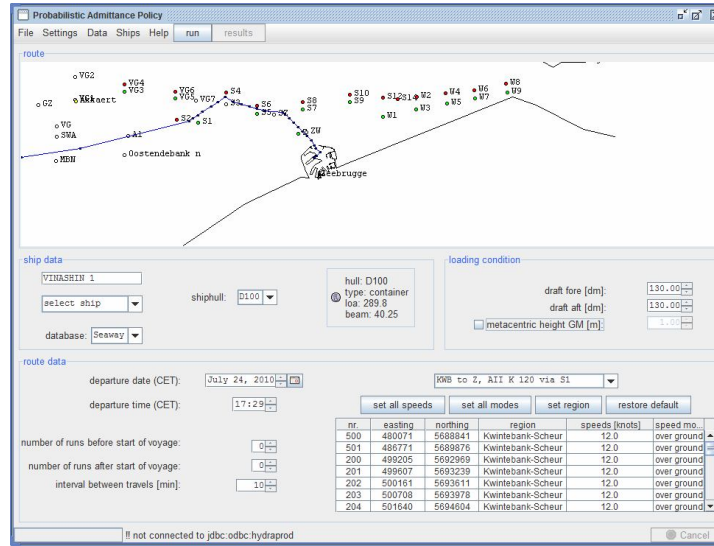 Probabilistic Admittance Policy
File Settings Data Ships Help run results
route
VG2
VG4
VG3
GZ
Akkaert
VG6
VG5
VG7
S4
S3
S6
S5
S8
S7
S10
S9
S12
S14
W2
W1
W3
W4
W5
W6
W7
W8
W9
VG
SWA
A1
S2
S1
ZW
MBN
Oostendebank n
Zeebrugge
ship data
VINASHIN 1
select ship
shiphull: D100
database: Seaway
hull: D100
type: container
loa: 289.8
beam: 40.25
loading condition
draft fore [dm]: 130.00
draft aft [dm]: 130.00
metacentric height GM [m]: 1.00
route data
departure date (CET): July 24, 2010
departure time (CET): 17:29
number of runs before start of voyage: 0
number of runs after start of voyage: 0
interval between travels [min]: 10
KWB to Z, AII K 120 via S1
set all speeds set all modes set region restore default
nr. easting northing region speeds [knots] speed mo...
500 480071 5688841 Kwintebank-Scheur 12.0 over ground
501 486771 5689876 Kwintebank-Scheur 12.0 over ground
200 499205 5692969 Kwintebank-Scheur 12.0 over ground
201 499607 5693239 Kwintebank-Scheur 12.0 over ground
202 500161 5693611 Kwintebank-Scheur 12.0 over ground
203 500708 5693978 Kwintebank-Scheur 12.0 over ground
204 501640 5694604 Kwintebank-Scheur 12.0 over ground
!! not connected to jdbc:odbc:hydraprod
Cancel